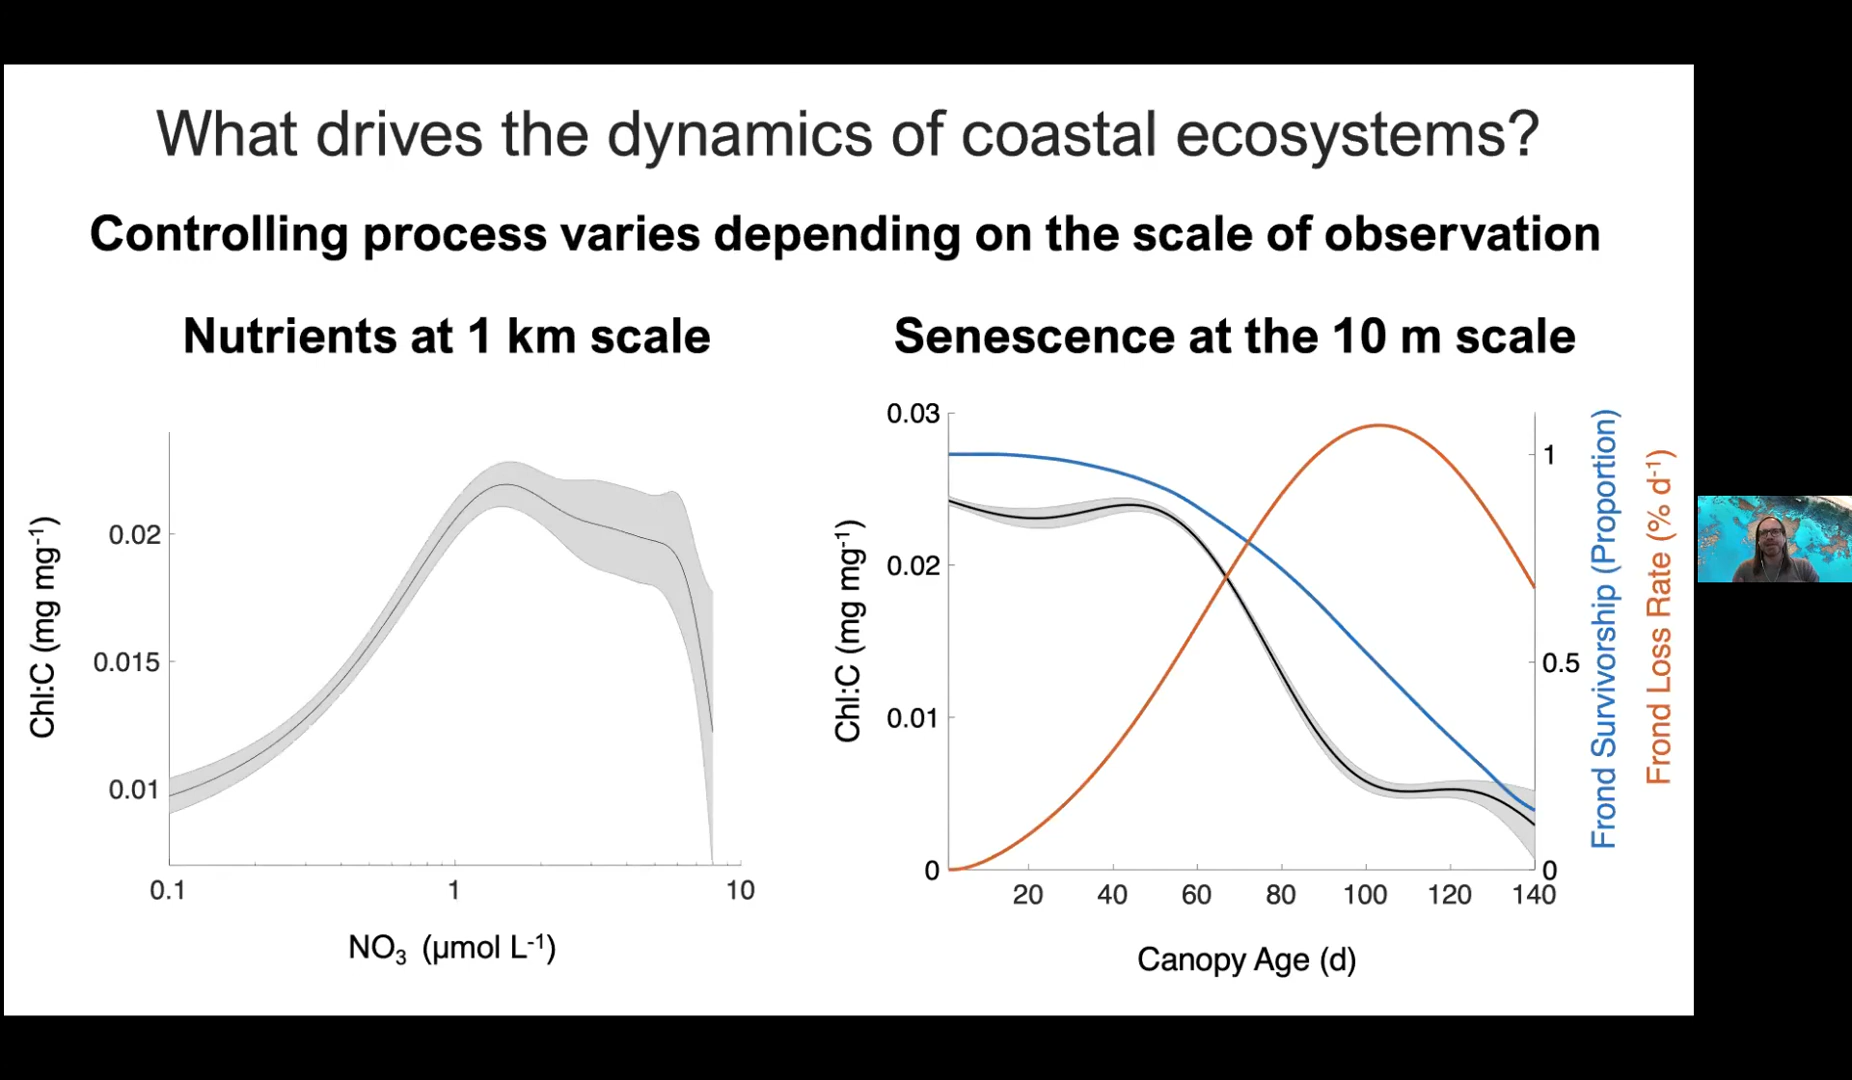 What drives the dynamics of coastal ecosystems?
Controlling process varies depending on the scale of observation
Nutrients at 1 km scale
Chl:C (mg mg⁻¹)
0.02
0.015
0.01
0.1
1
10
NO₃ (µmol L⁻¹)
Senescence at the 10 m scale
Chl:C (mg mg⁻¹)
0.03
0.02
0.01
0
20
40
60
80
100
120
140
Canopy Age (d)
1
0.5
0
Frond Survivorship (Proportion)
Frond Loss Rate (% d⁻¹)